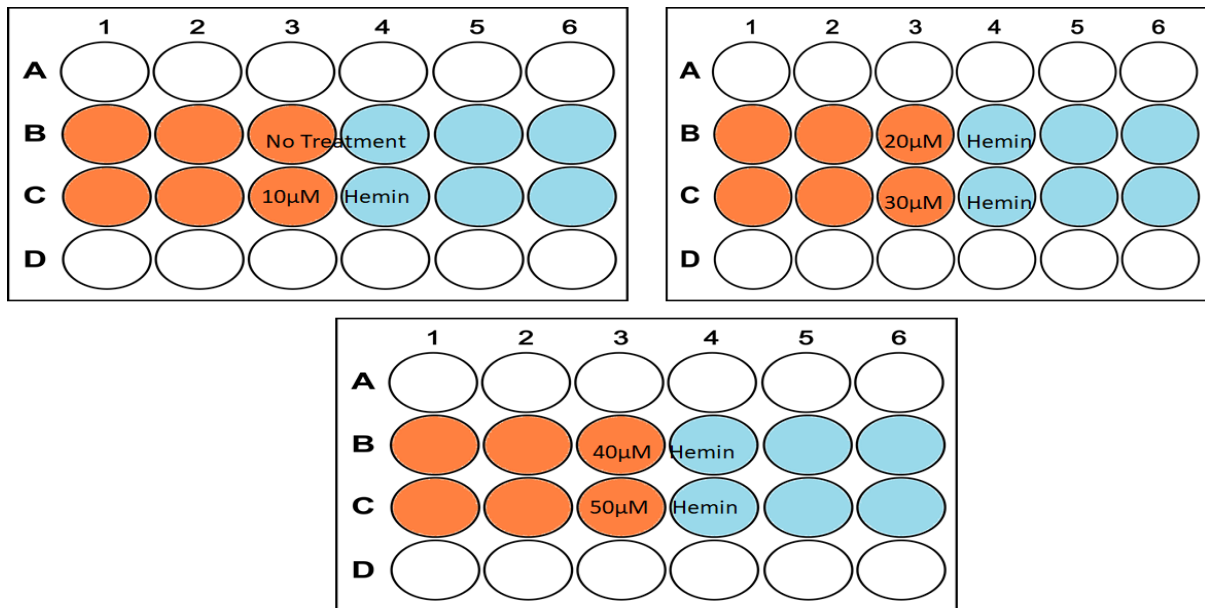 1 2 3 4 5 6
A
B No Treatment
C 10µM Hemin
D
1 2 3 4 5 6
A
B 20µM Hemin
C 30µM Hemin
D
1 2 3 4 5 6
A
B 40µM Hemin
C 50µM Hemin
D